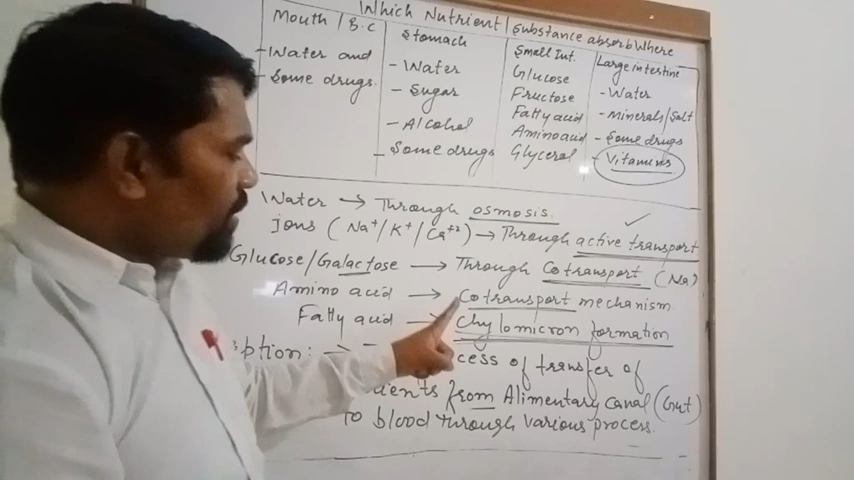 Which Nutrient/Substance absorb Where
Mouth / B.C
- Water and
- Some drugs.
Stomach
- Water
- Sugar
- Alcohol
- Some drugs
Small Int.
Glucose
Fructose
Fatty acid
Amino acid
Glycerol
Large intestine
- Water
- Minerals/Salt
- Some drugs
- Vitamins
Water → Through osmosis.
Ions (Na+/K+/Ca+2) → Through active transport ✓
Glucose/Galactose → Through Cotransport (Na)
Amino acid → Cotransport mechanism.
Fatty acid → Chylomicron formation
ption: → cess of transfer of
ients from Alimentary canal (Gut)
to blood through various process.